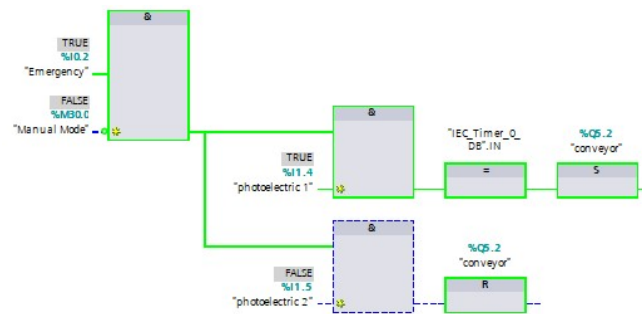 &
TRUE
%I0.2
"Emergency"
FALSE
%M30.0
"Manual Mode"
&
TRUE
%I1.4
"photoelectric 1"
"IEC_Timer_0_
DB".IN
=
%Q5.2
"conveyor"
S
&
FALSE
%I1.5
"photoelectric 2"
%Q5.2
"conveyor"
R